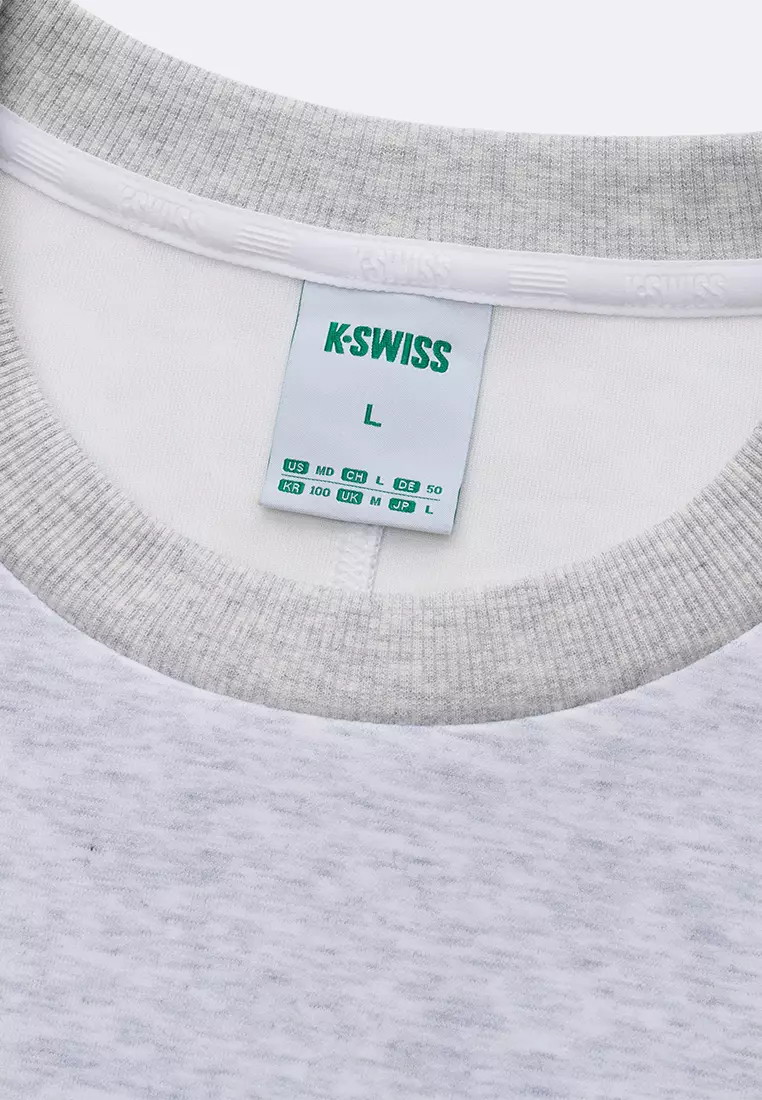 K·SWISS
K·SWISS
K·SWISS
K·SWISS
L
US MD CH L DE 50
KR 100 UK M JP L